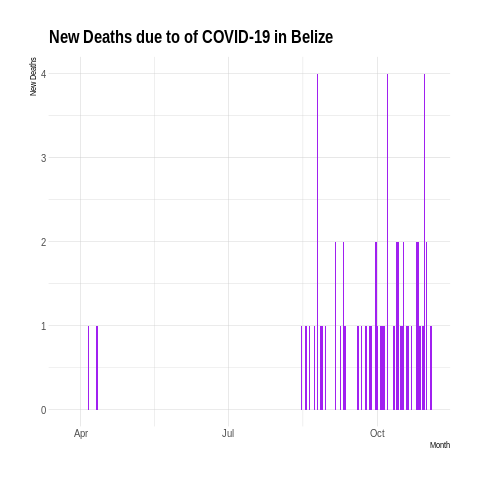 New Deaths due to of COVID-19 in Belize
New Deaths
4
3
2
1
0
Apr
Jul
Oct
Month